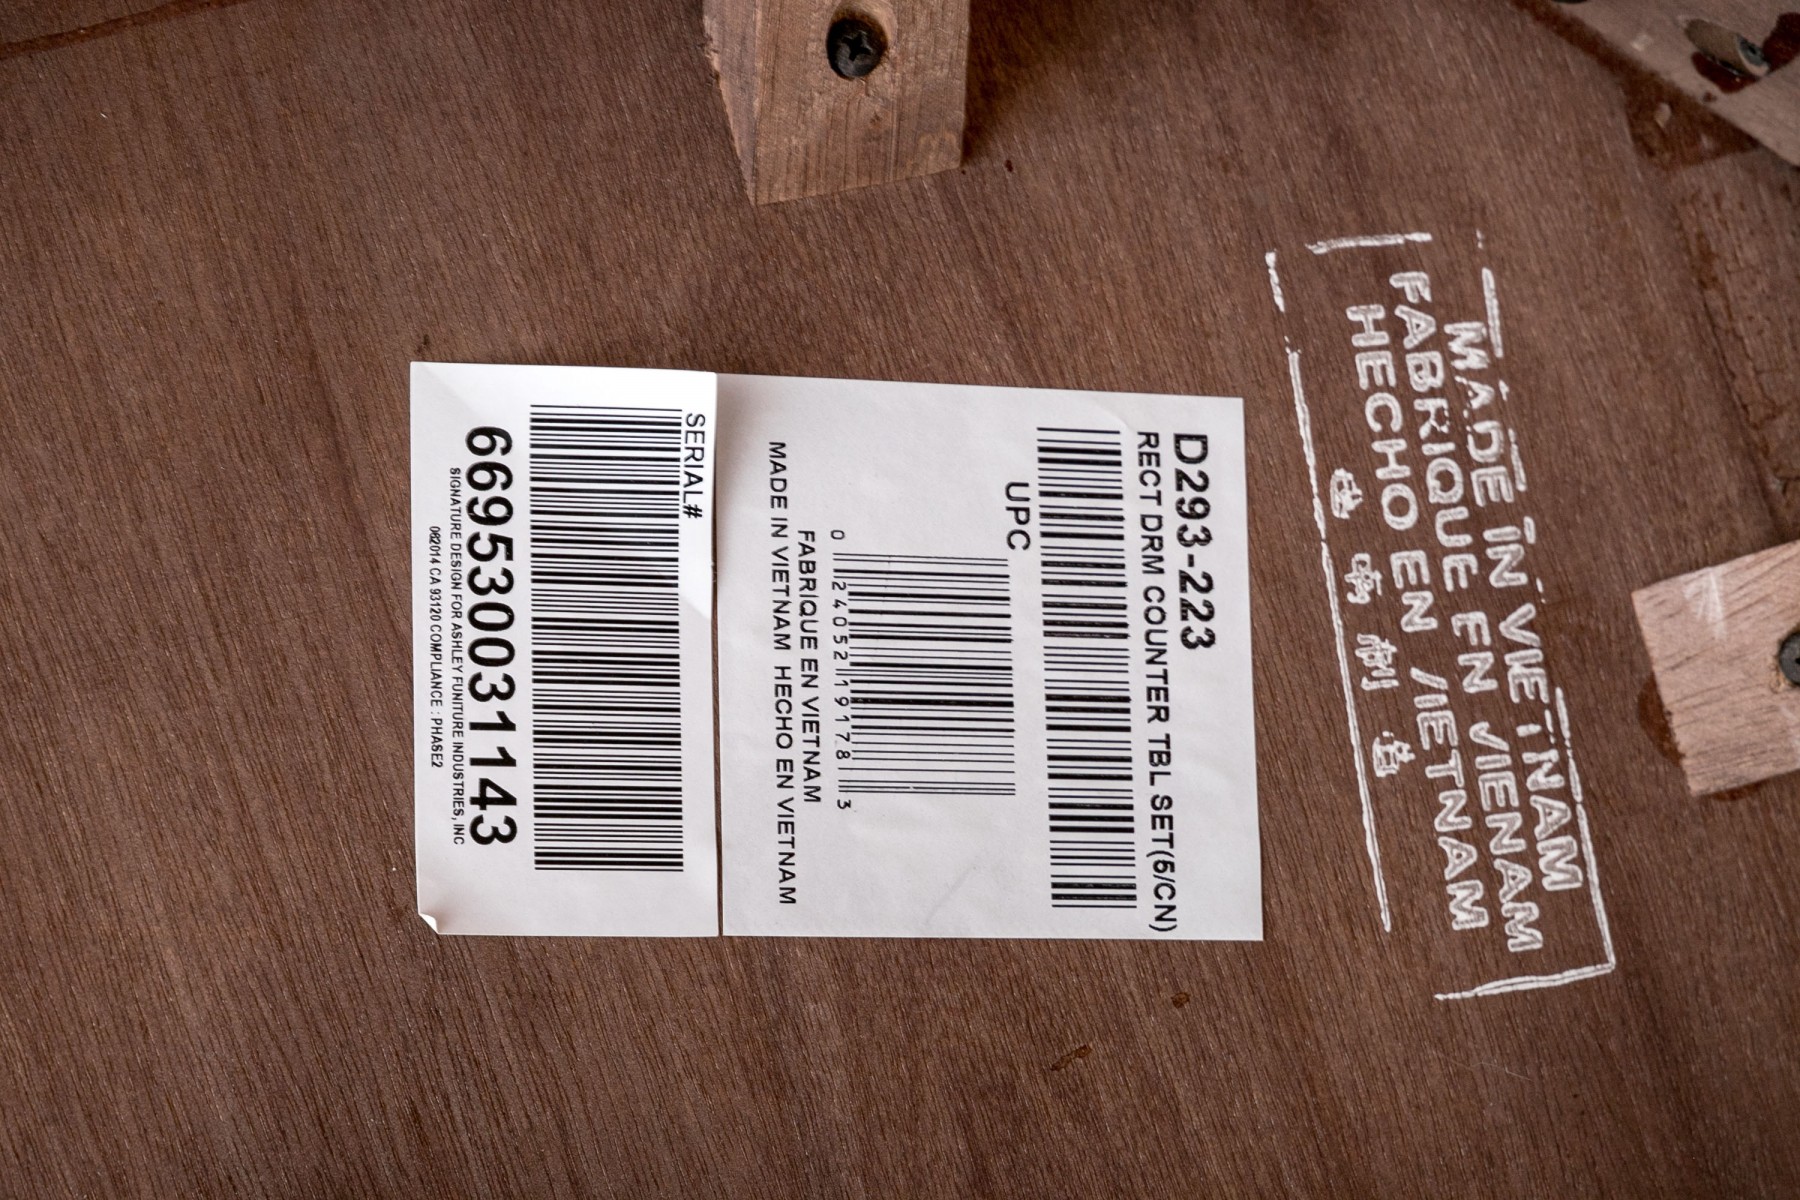 MADE IN VIETNAM
FABRIQUE EN VIENAM
HECHO EN VIETNAM
D293-223
RECT DRM COUNTER TBL SET(5/CN)
UPC
0 24052 19178 3
FABRIQUE EN VIETNAM
MADE IN VIETNAM HECHO EN VIETNAM
SERIAL#
669530031143
SIGNATURE DESIGN FOR ASHLEY FUNITURE INDUSTRIES, INC
062014 CA 93120 COMPLIANCE : PHASE2